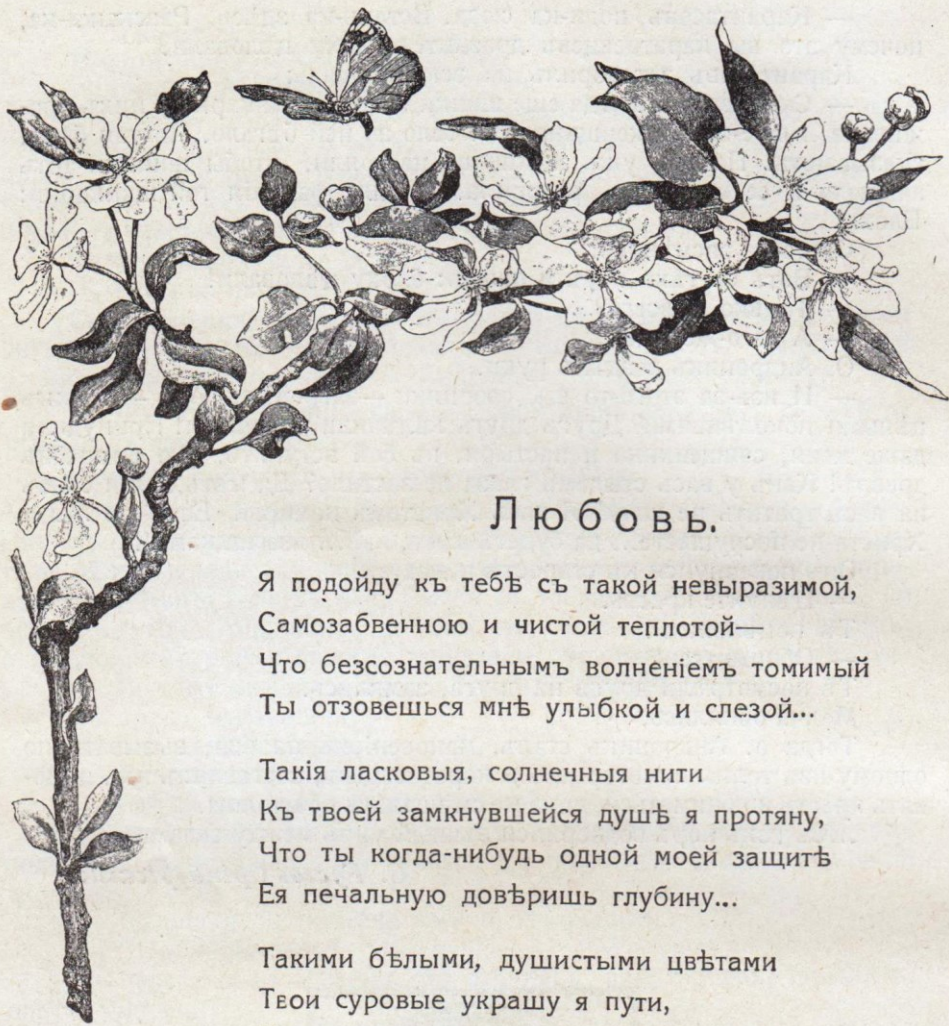 Любовь.
Я подойду къ тебѣ съ такой невыразимой,
Самозабвенною и чистой теплотой—
Что безсознательнымъ волненіемъ томимый
Ты отзовешься мнѣ улыбкой и слезой...
Такія ласковыя, солнечныя нити
Къ твоей замкнувшейся душѣ я протяну,
Что ты когда-нибудь одной моей защитѣ
Ея печальную довѣришь глубину...
Такими бѣлыми, душистыми цвѣтами
Твои суровые украшу я пути,